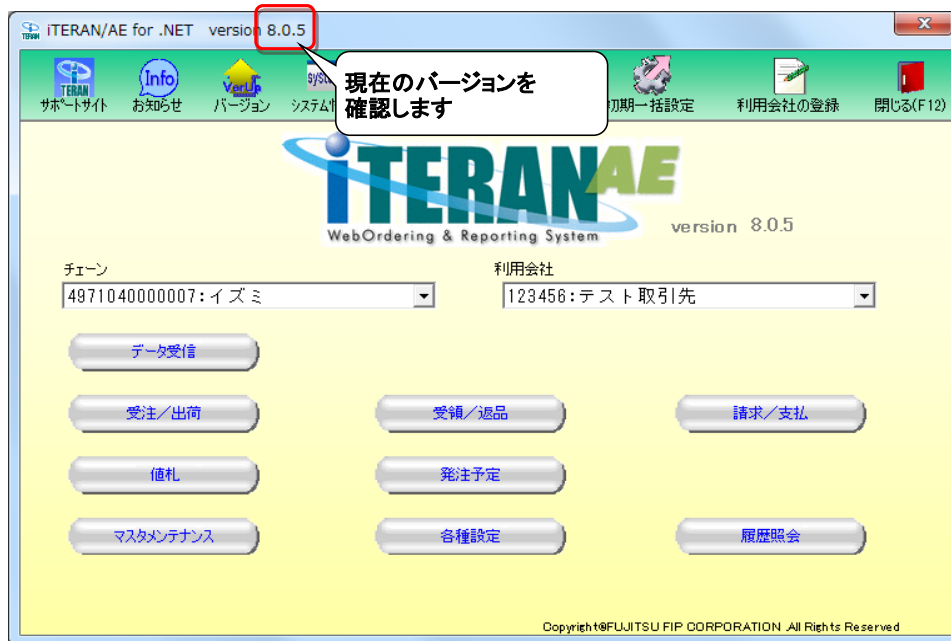 iTERAN/AE for .NET version 8.0.5
TERAN
Info
VerUp
syst
サポートサイト
お知らせ
バージョン
システム
現在のバージョンを
確認します
初期一括設定
利用会社の登録
閉じる(F12)
iTERAN AE
WebOrdering & Reporting System
version 8.0.5
チェーン
利用会社
4971040000007:イズミ
123456:テスト取引先
データ受信
受注/出荷
受領/返品
請求/支払
値札
発注予定
マスタメンテナンス
各種設定
履歴照会
Copyright@FUJITSU FIP CORPORATION .All Rights Reserved